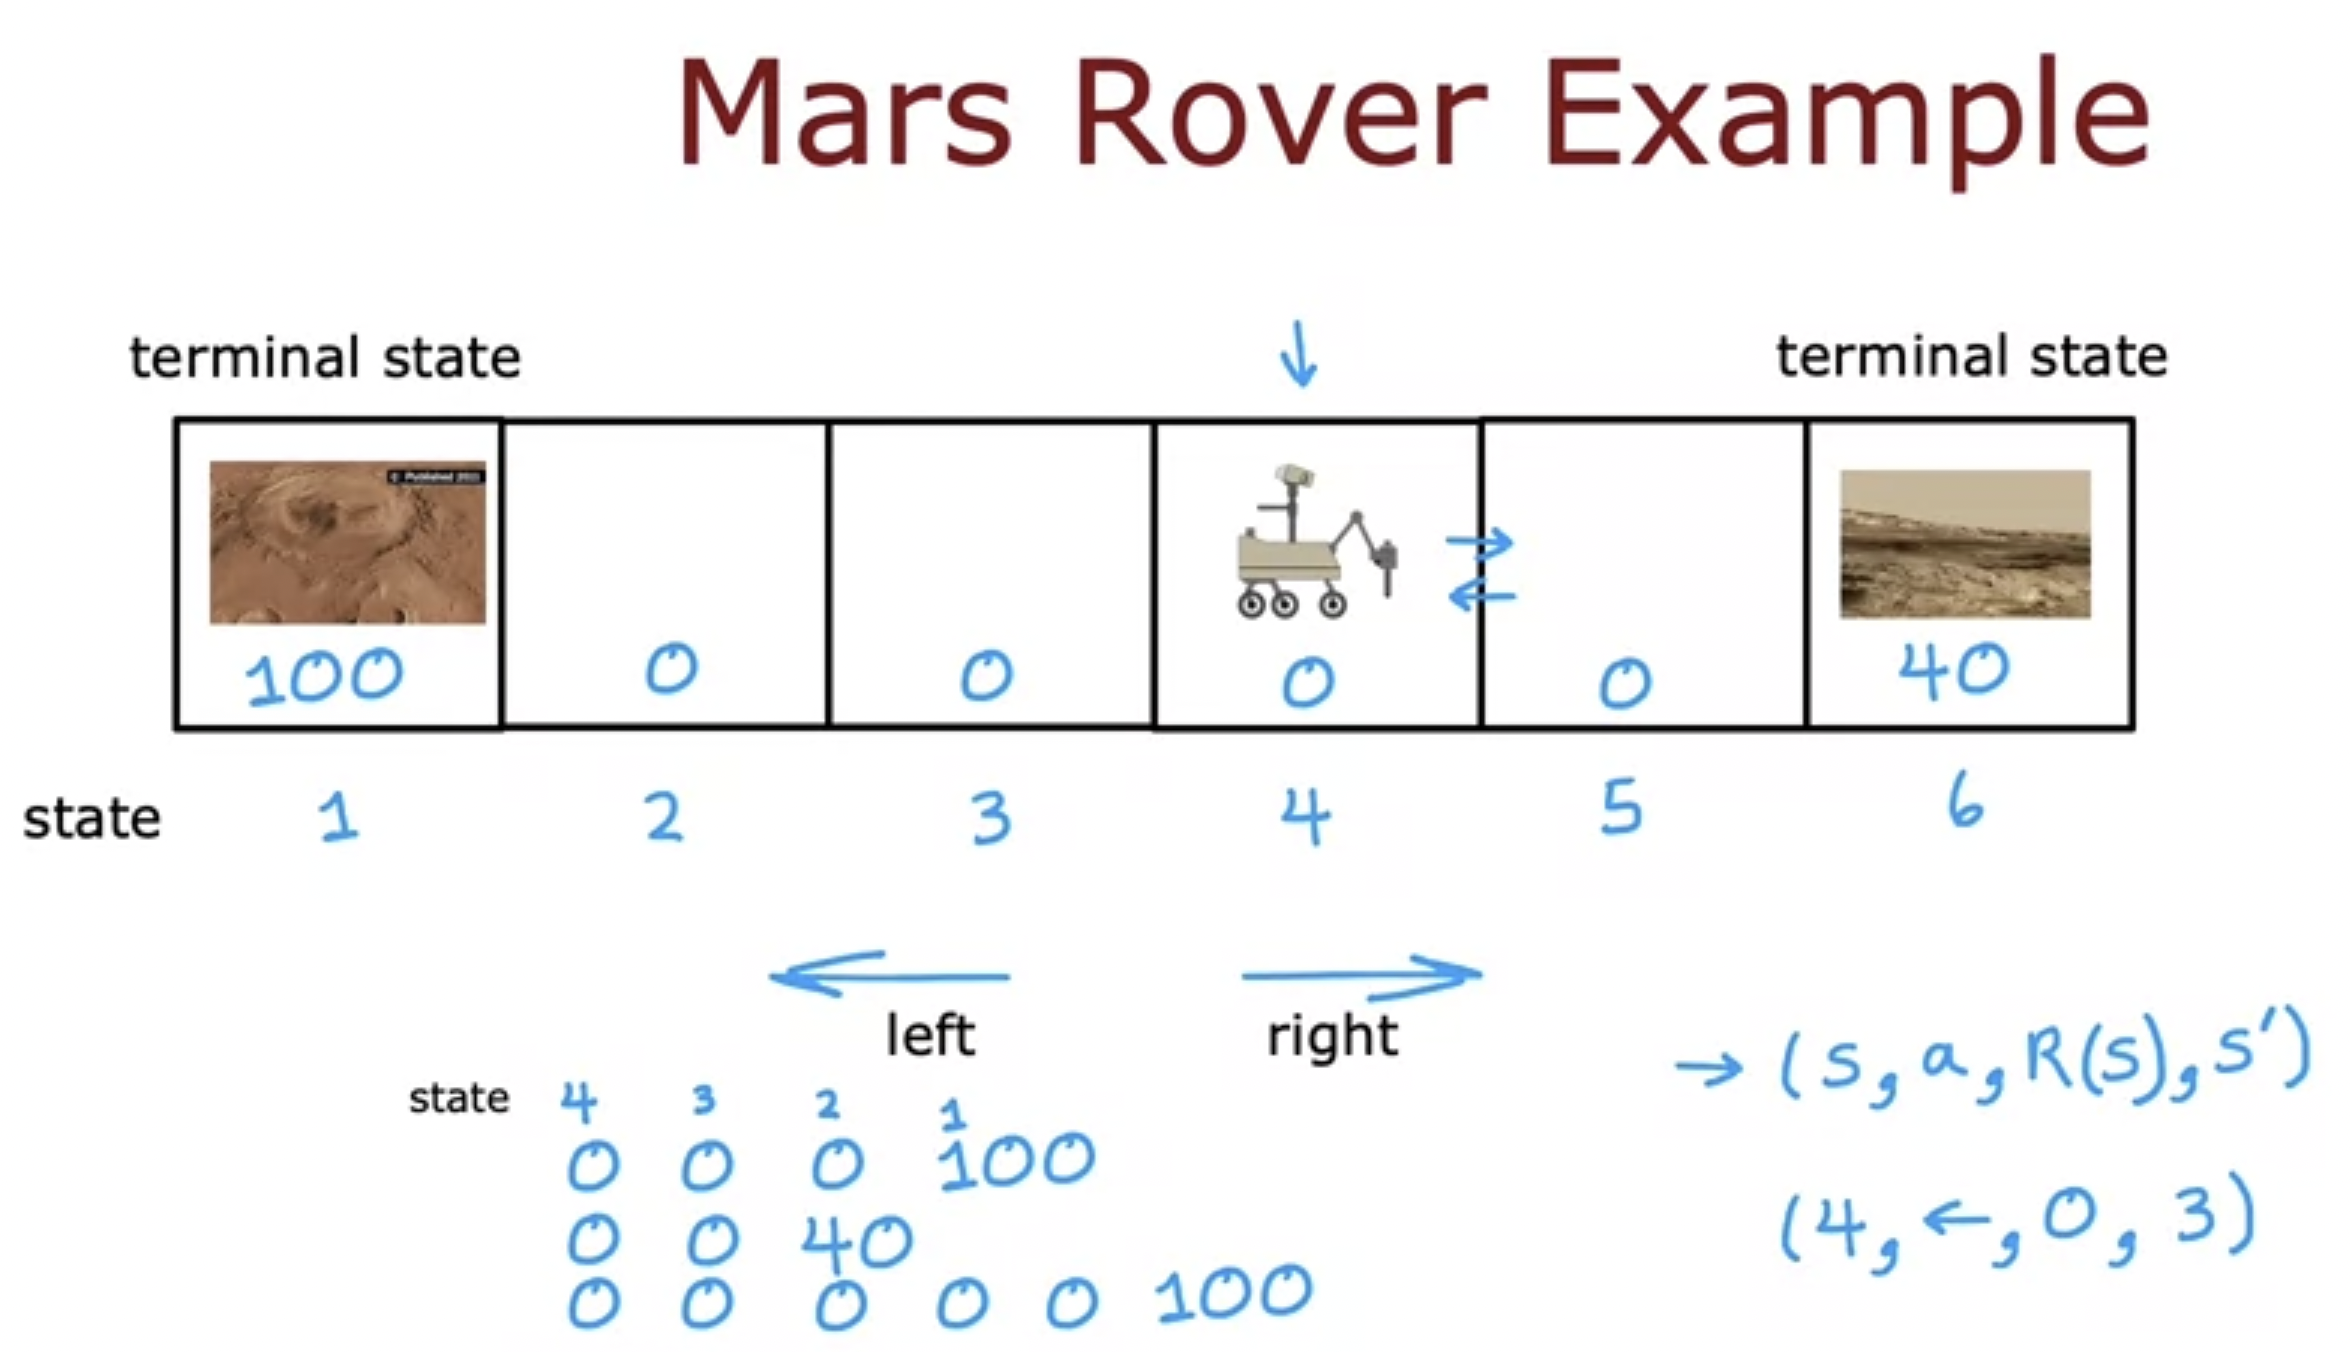 Mars Rover Example
terminal state
terminal state
© Published 2011
100 0 0 0 0 40
state 1 2 3 4 5 6
← →
left right
state 4 3 2 1
0 0 0 100
0 0 40
0 0 0 0 0 100
→ (s, a, R(s), s')
(4, ←, 0, 3)